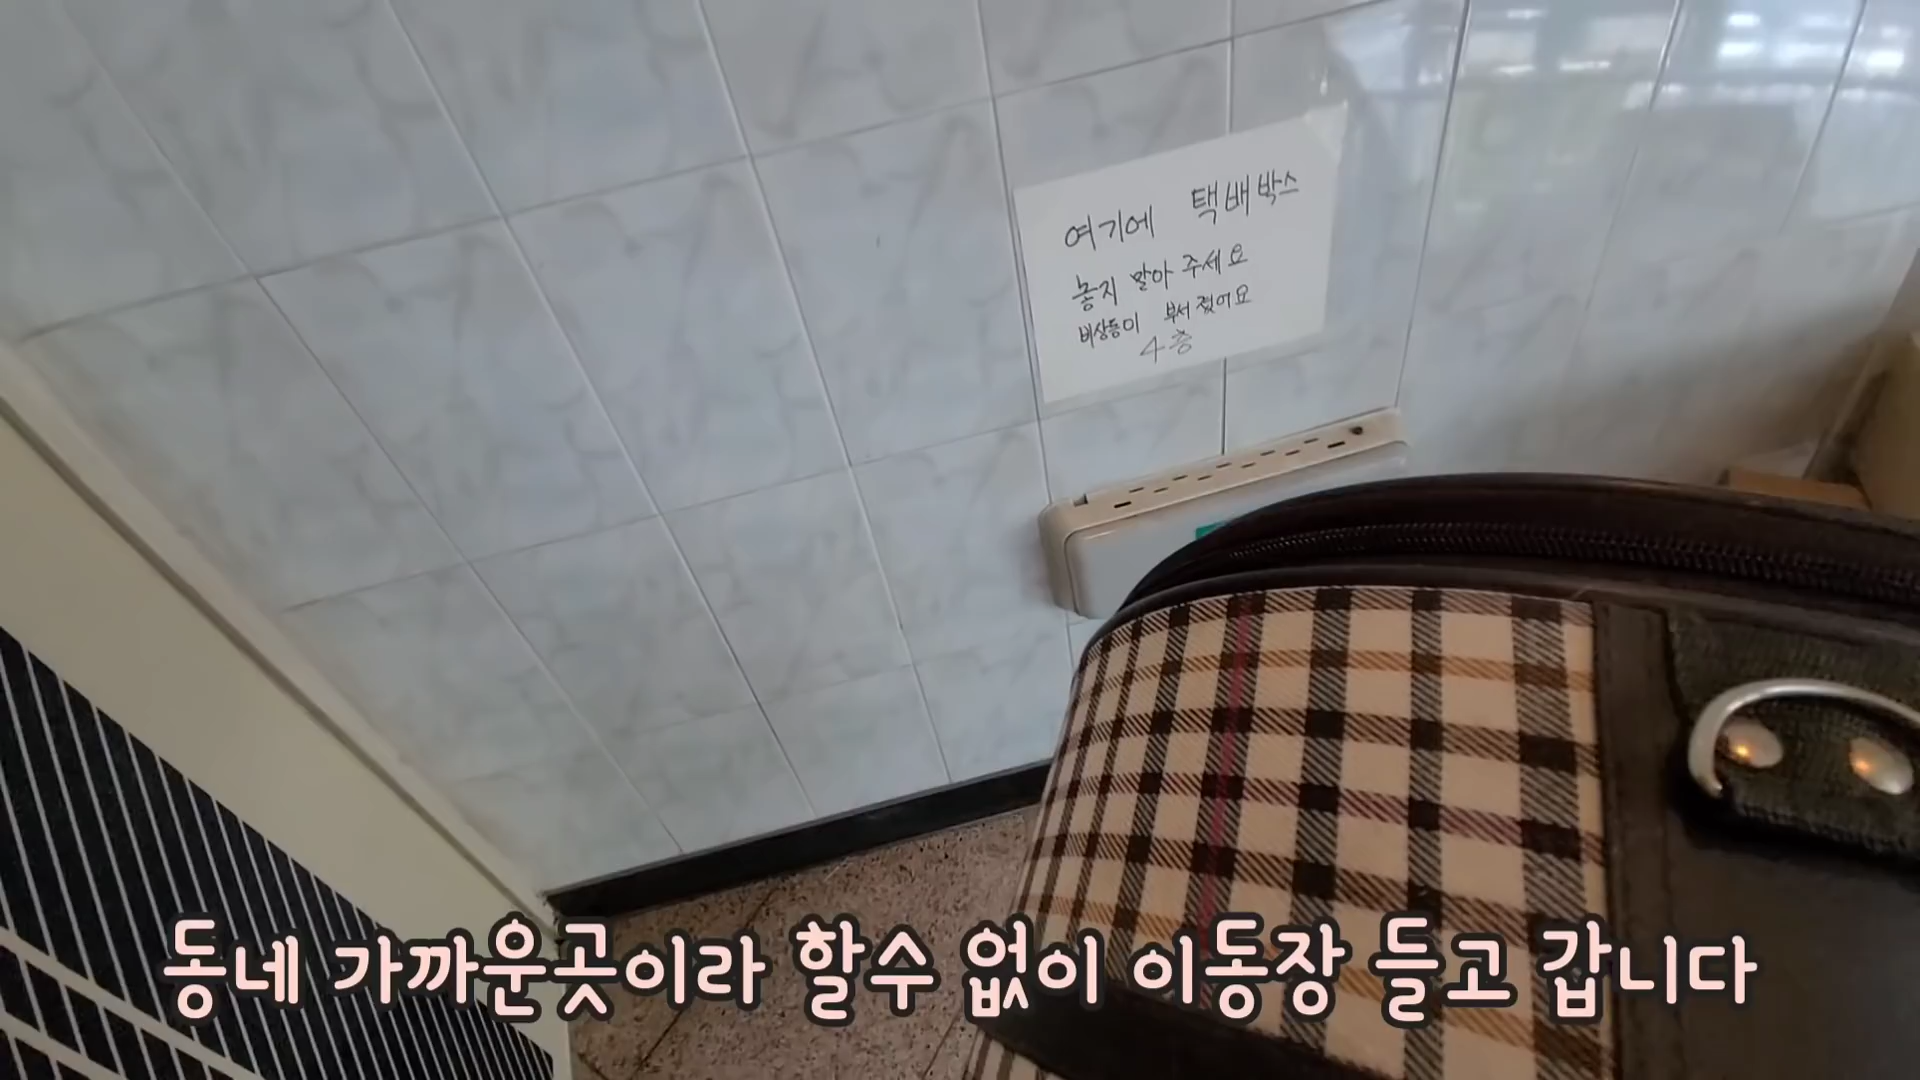 여기에 택배박스
놓지 말아 주세요
비상등이 부서 졌어요
4층
동네 가까운곳이라 할수 없이 이동장 들고 갑니다